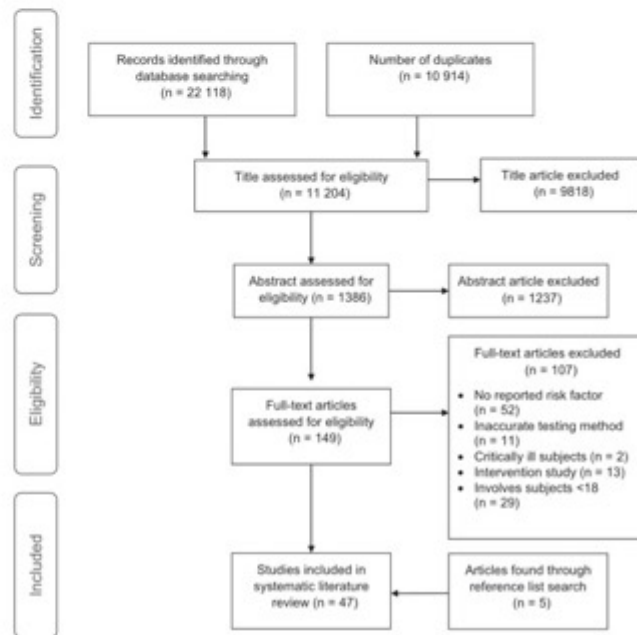 Identification
Records identified through
database searching
(n = 22 118)
Number of duplicates
(n = 10 914)
Screening
Title assessed for eligibility
(n = 11 204)
Title article excluded
(n = 9818)
Abstract assessed for
eligibility (n = 1386)
Abstract article excluded
(n = 1237)
Eligibility
Full-text articles
assessed for eligibility
(n = 149)
Full-text articles excluded
(n = 107)
• No reported risk factor
(n = 52)
• Inaccurate testing method
(n = 11)
• Critically ill subjects (n = 2)
• Intervention study (n = 13)
• Involves subjects <18
(n = 29)
Included
Studies included in
systematic literature
review (n = 47)
Articles found through
reference list search
(n = 5)